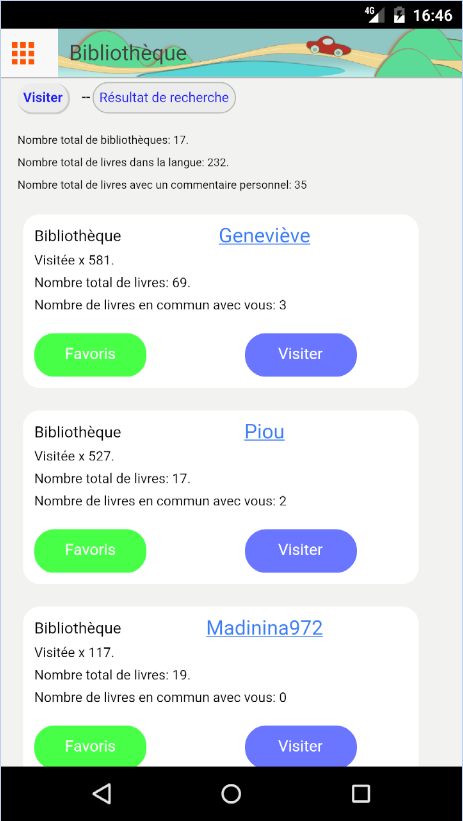 4G 16:46
Bibliothèque
Visiter -- Résultat de recherche
Nombre total de bibliothèques: 17.
Nombre total de livres dans la langue: 232.
Nombre total de livres avec un commentaire personnel: 35
Bibliothèque Geneviève
Visitée x 581.
Nombre total de livres: 69.
Nombre de livres en commun avec vous: 3
Favoris Visiter
Bibliothèque Piou
Visitée x 527.
Nombre total de livres: 17.
Nombre de livres en commun avec vous: 2
Favoris Visiter
Bibliothèque Madinina972
Visitée x 117.
Nombre total de livres: 19.
Nombre de livres en commun avec vous: 0
Favoris Visiter